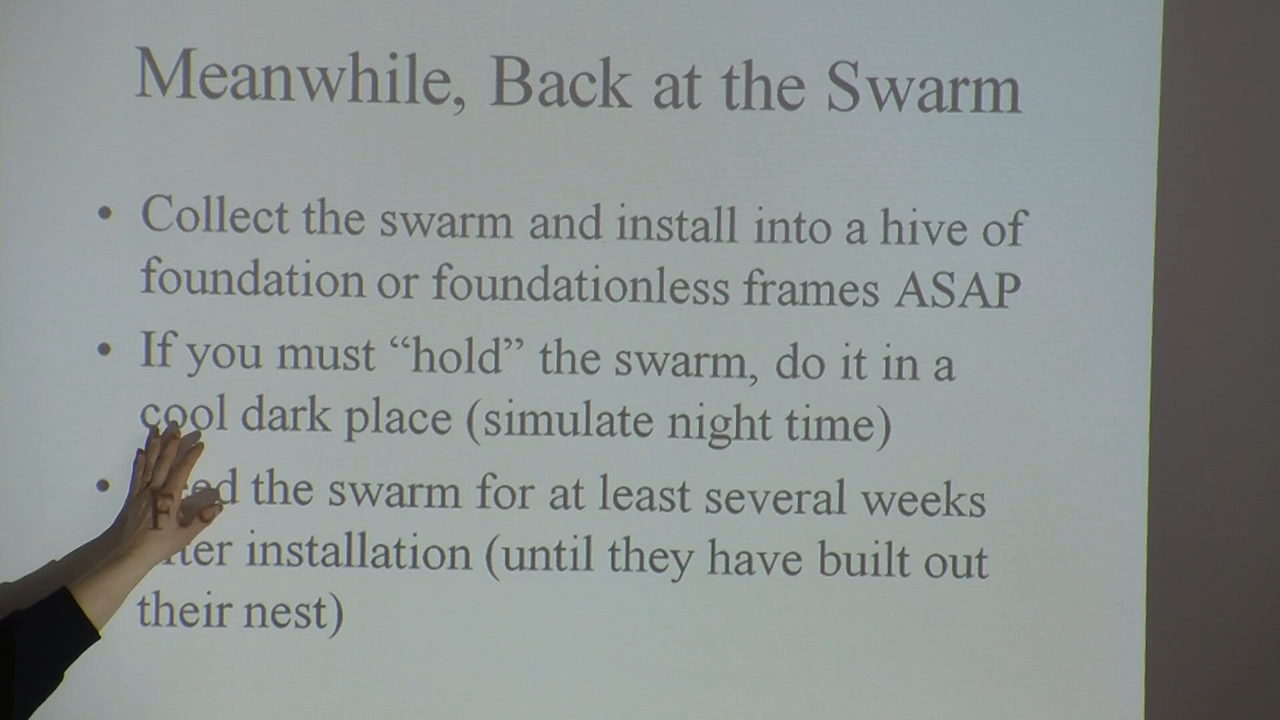 Meanwhile, Back at the Swarm
• Collect the swarm and install into a hive of
foundation or foundationless frames ASAP
• If you must “hold” the swarm, do it in a
cool dark place (simulate night time)
• Feed the swarm for at least several weeks
after installation (until they have built out
their nest)